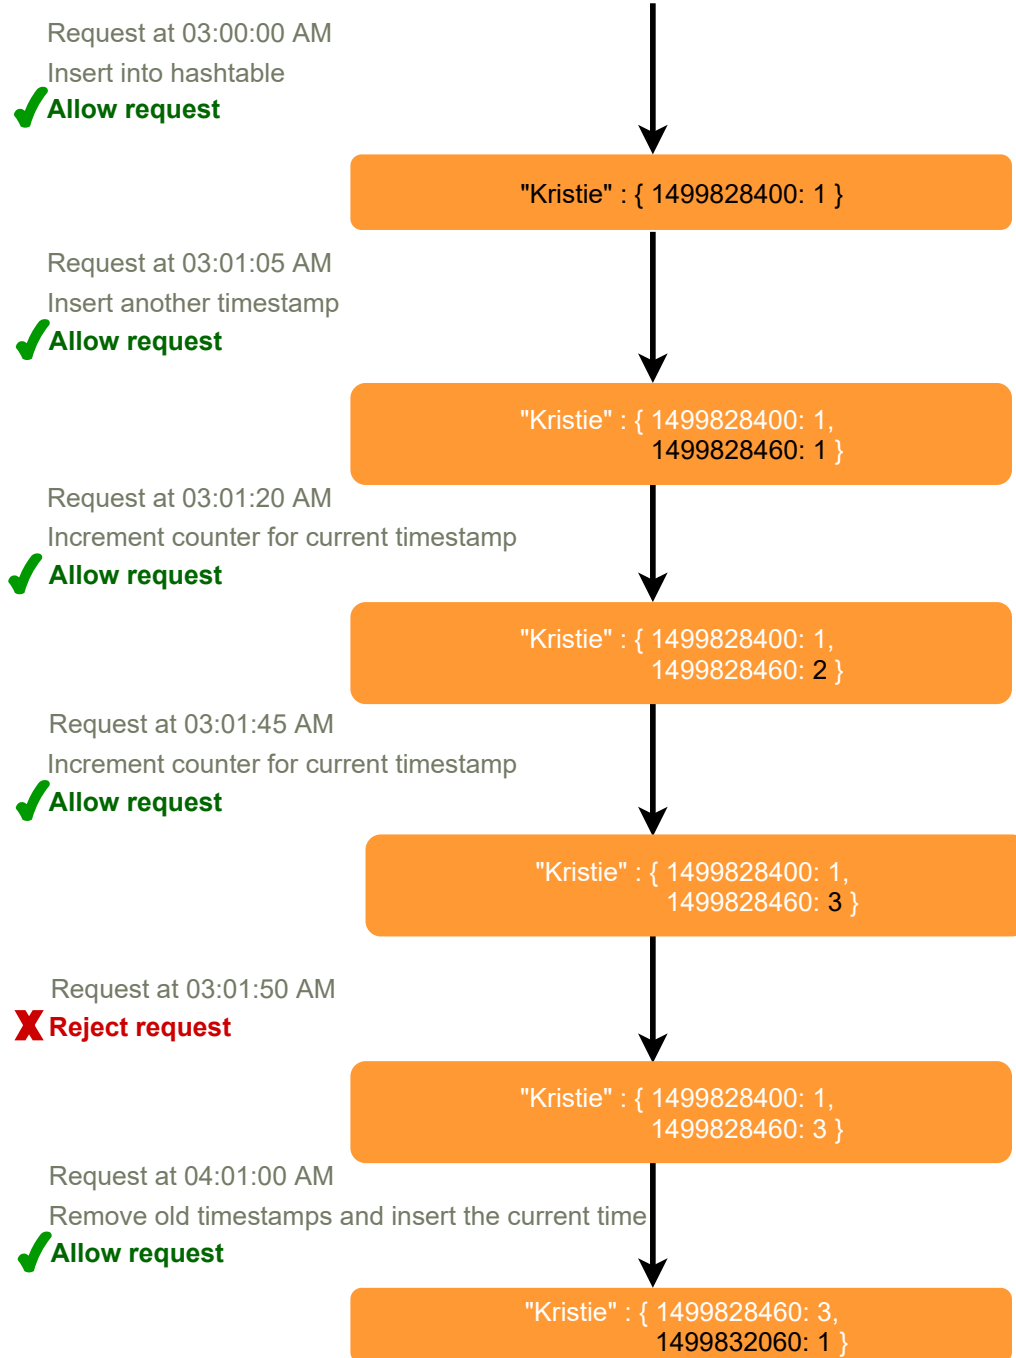 Request at 03:00:00 AM
Insert into hashtable
Allow request
"Kristie" : { 1499828400: 1 }
Request at 03:01:05 AM
Insert another timestamp
Allow request
"Kristie" : { 1499828400: 1,
1499828460: 1 }
Request at 03:01:20 AM
Increment counter for current timestamp
Allow request
"Kristie" : { 1499828400: 1,
1499828460: 2 }
Request at 03:01:45 AM
Increment counter for current timestamp
Allow request
"Kristie" : { 1499828400: 1,
1499828460: 3 }
Request at 03:01:50 AM
Reject request
"Kristie" : { 1499828400: 1,
1499828460: 3 }
Request at 04:01:00 AM
Remove old timestamps and insert the current time
Allow request
"Kristie" : { 1499828460: 3,
1499832060: 1 }